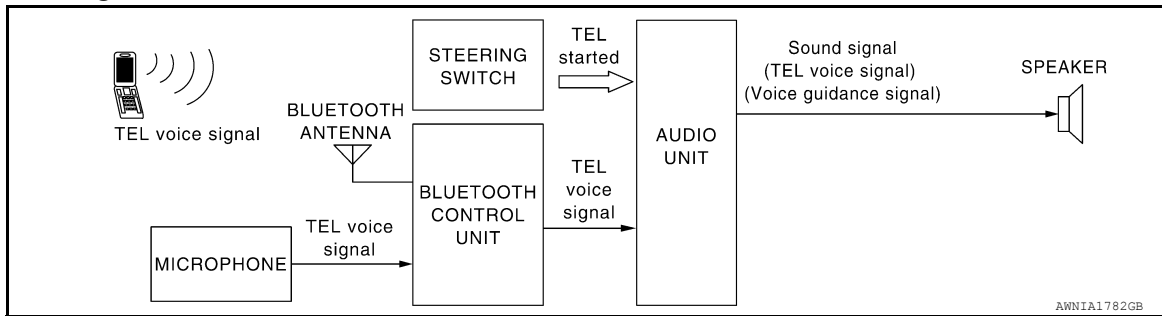 TEL voice signal
BLUETOOTH
ANTENNA
STEERING
SWITCH
TEL
started
BLUETOOTH
CONTROL
UNIT
MICROPHONE
TEL voice
signal
TEL
voice
signal
AUDIO
UNIT
Sound signal
(TEL voice signal)
(Voice guidance signal)
SPEAKER
AWNIA1782GB